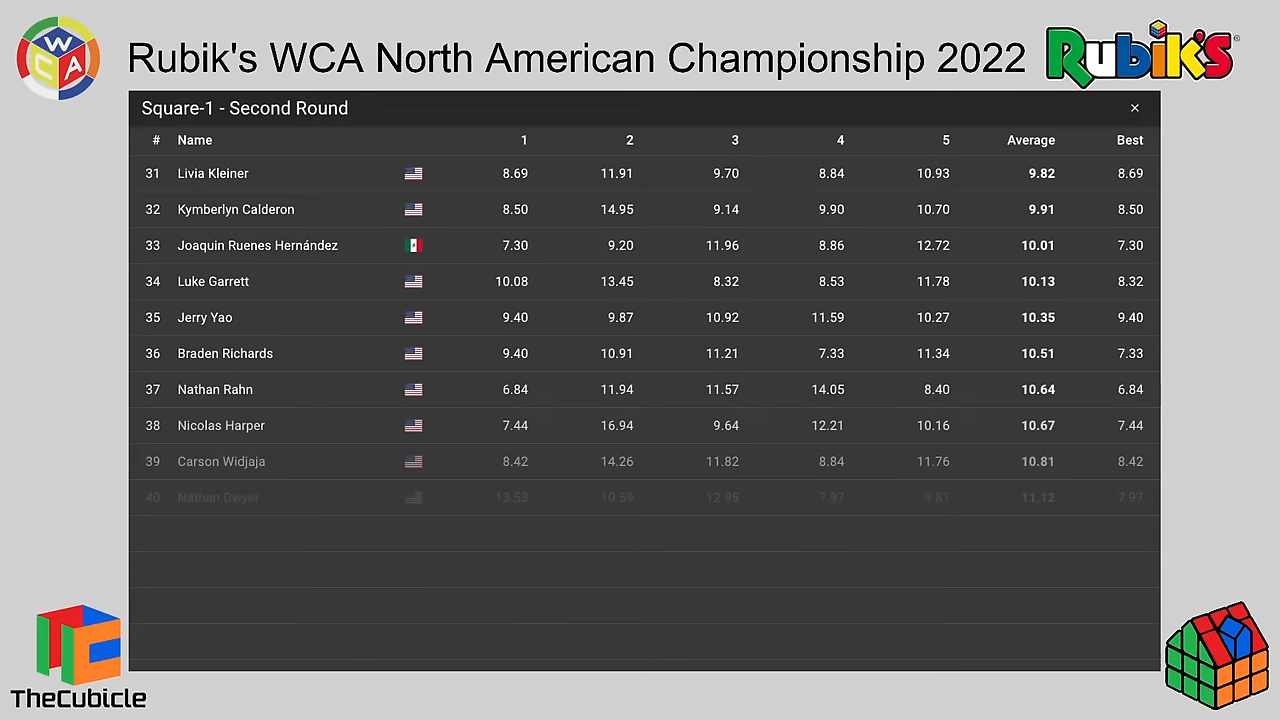 WCA
Rubik's WCA North American Championship 2022
RUBIK'S
Square-1 - Second Round ×
# Name 1 2 3 4 5 Average Best
31 Livia Kleiner 8.69 11.91 9.70 8.84 10.93 9.82 8.69
32 Kymberlyn Calderon 8.50 14.95 9.14 9.90 10.70 9.91 8.50
33 Joaquin Ruenes Hernández 7.30 9.20 11.96 8.86 12.72 10.01 7.30
34 Luke Garrett 10.08 13.45 8.32 8.53 11.78 10.13 8.32
35 Jerry Yao 9.40 9.87 10.92 11.59 10.27 10.35 9.40
36 Braden Richards 9.40 10.91 11.21 7.33 11.34 10.51 7.33
37 Nathan Rahn 6.84 11.94 11.57 14.05 8.40 10.64 6.84
38 Nicolas Harper 7.44 16.94 9.64 12.21 10.16 10.67 7.44
39 Carson Widjaja 8.42 14.26 11.82 8.84 11.76 10.81 8.42
40 Nathan Dwyer 13.53 10.59 12.95 7.97 9.81 11.12 7.97
TheCubicle